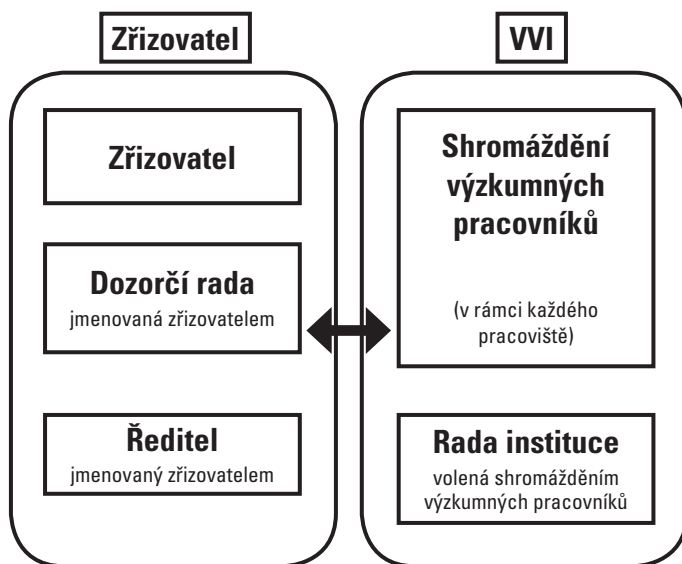 Zřizovatel
Zřizovatel
Dozorčí rada
jmenovaná zřizovatelem
Ředitel
jmenovaný zřizovatelem
VVI
Shromáždění
výzkumných
pracovníků
(v rámci každého
pracoviště)
Rada instituce
volená shromážděním
výzkumných pracovníků